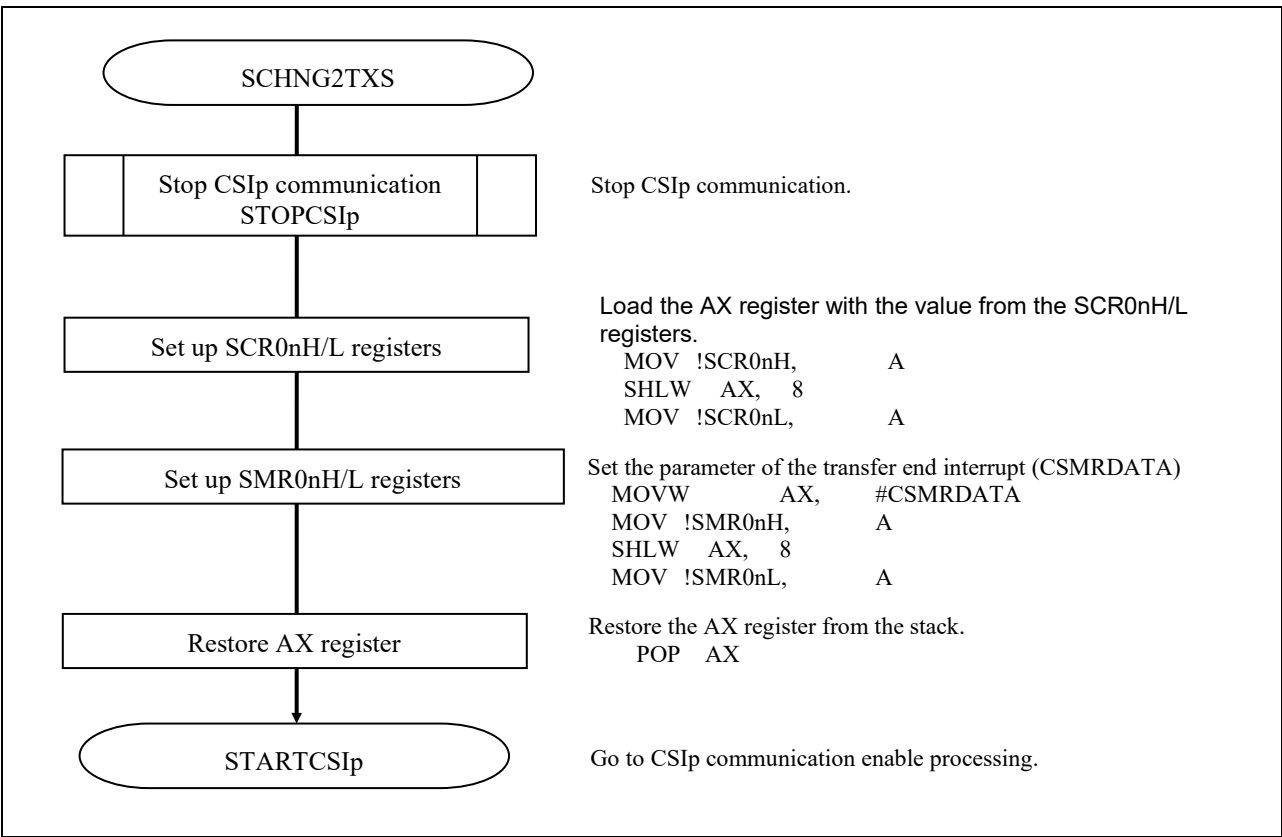 SCHNG2TXS
Stop CSIp communication
STOPCSIp
Stop CSIp communication.
Set up SCR0nH/L registers
Load the AX register with the value from the SCR0nH/L
registers.
MOV !SCR0nH, A
SHLW AX, 8
MOV !SCR0nL, A
Set up SMR0nH/L registers
Set the parameter of the transfer end interrupt (CSMRDATA)
MOVW AX, #CSMRDATA
MOV !SMR0nH, A
SHLW AX, 8
MOV !SMR0nL, A
Restore AX register
Restore the AX register from the stack.
POP AX
STARTCSIp
Go to CSIp communication enable processing.